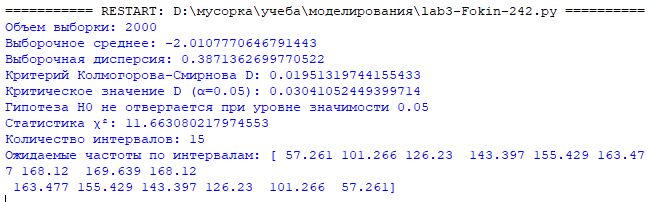 =========== RESTART: D:\мусорка\учеба\моделирования\lab3-Fokin-242.py ==========
Объем выборки: 2000
Выборочное среднее: -2.0107770646791443
Выборочная дисперсия: 0.3871362699770522
Критерий Колмогорова-Смирнова D: 0.01951319744155433
Критическое значение D (α=0.05): 0.03041052449399714
Гипотеза H0 не отвергается при уровне значимости 0.05
Статистика χ²: 11.663080217974553
Количество интервалов: 15
Ожидаемые частоты по интервалам: [ 57.261 101.266 126.23  143.397 155.429 163.47
7 168.12  169.639 168.12
 163.477 155.429 143.397 126.23  101.266  57.261]